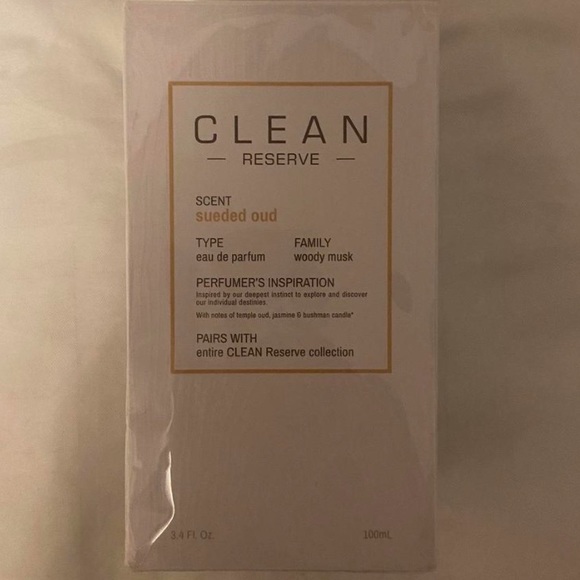 CLEAN
— RESERVE —
SCENT
sueded oud
TYPE FAMILY
eau de parfum woody musk
PERFUMER'S INSPIRATION
Inspired by our deepest instinct to explore and discover
our individual destinies
With notes of temple oud, jasmine & bushman candle*
PAIRS WITH
entire CLEAN Reserve collection
3.4 Fl. Oz. 100mL